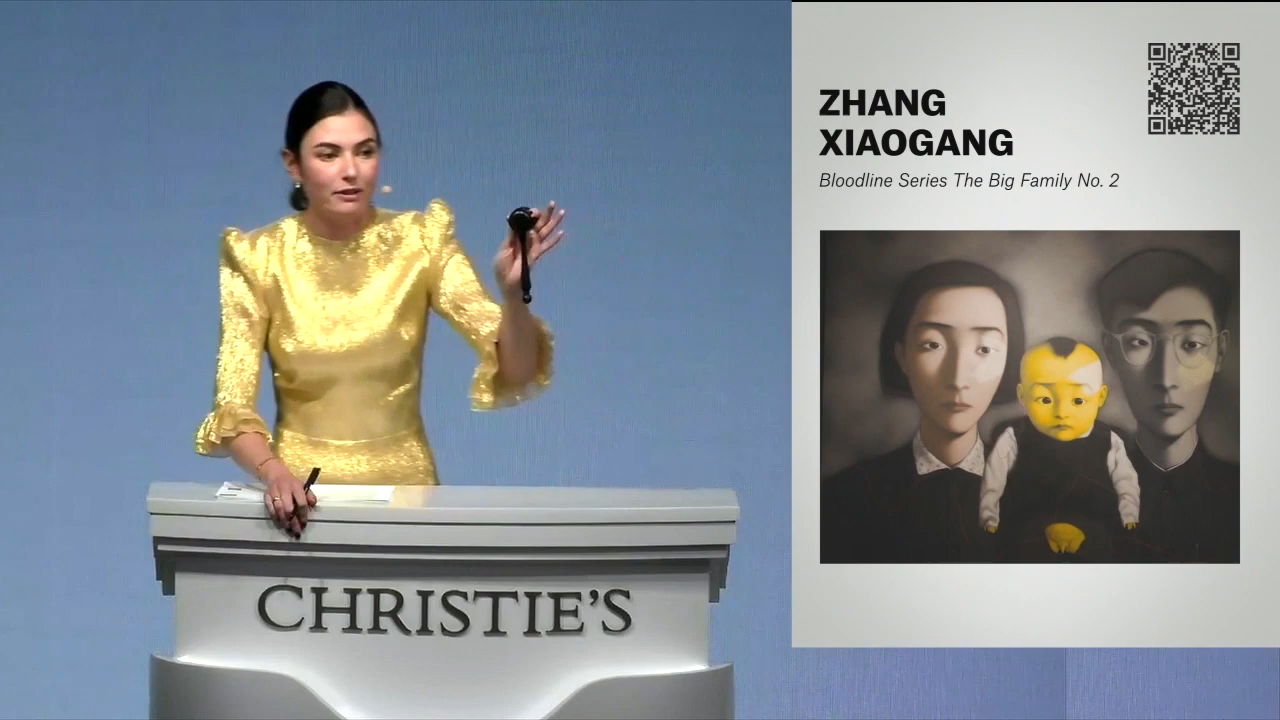 ZHANG
XIAOGANG
Bloodline Series The Big Family No. 2
CHRISTIE'S